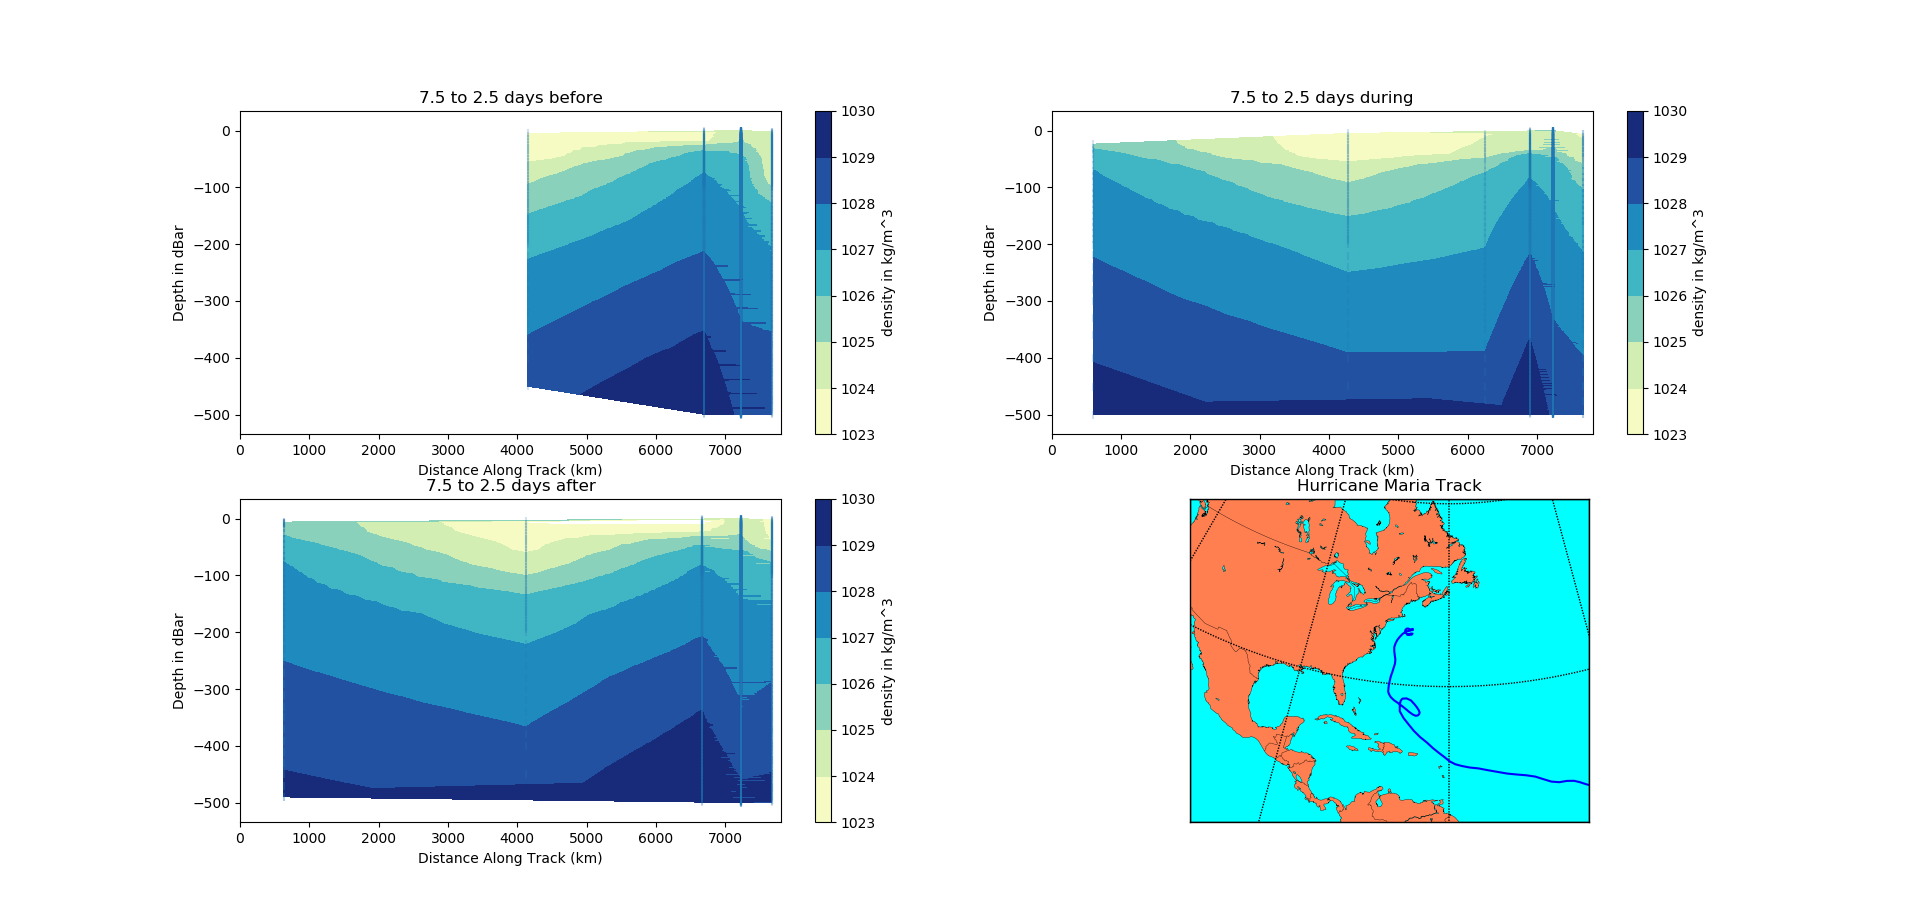 7.5 to 2.5 days before
0
−100
−200
−300
−400
−500
Depth in dBar
0 1000 2000 3000 4000 5000 6000 7000
Distance Along Track (km)
1030
1029
1028
1027
1026
1025
1024
1023
density in kg/m^3
7.5 to 2.5 days during
0
−100
−200
−300
−400
−500
Depth in dBar
0 1000 2000 3000 4000 5000 6000 7000
Distance Along Track (km)
1030
1029
1028
1027
1026
1025
1024
1023
density in kg/m^3
7.5 to 2.5 days after
0
−100
−200
−300
−400
−500
Depth in dBar
0 1000 2000 3000 4000 5000 6000 7000
Distance Along Track (km)
1030
1029
1028
1027
1026
1025
1024
1023
density in kg/m^3
Hurricane Maria Track